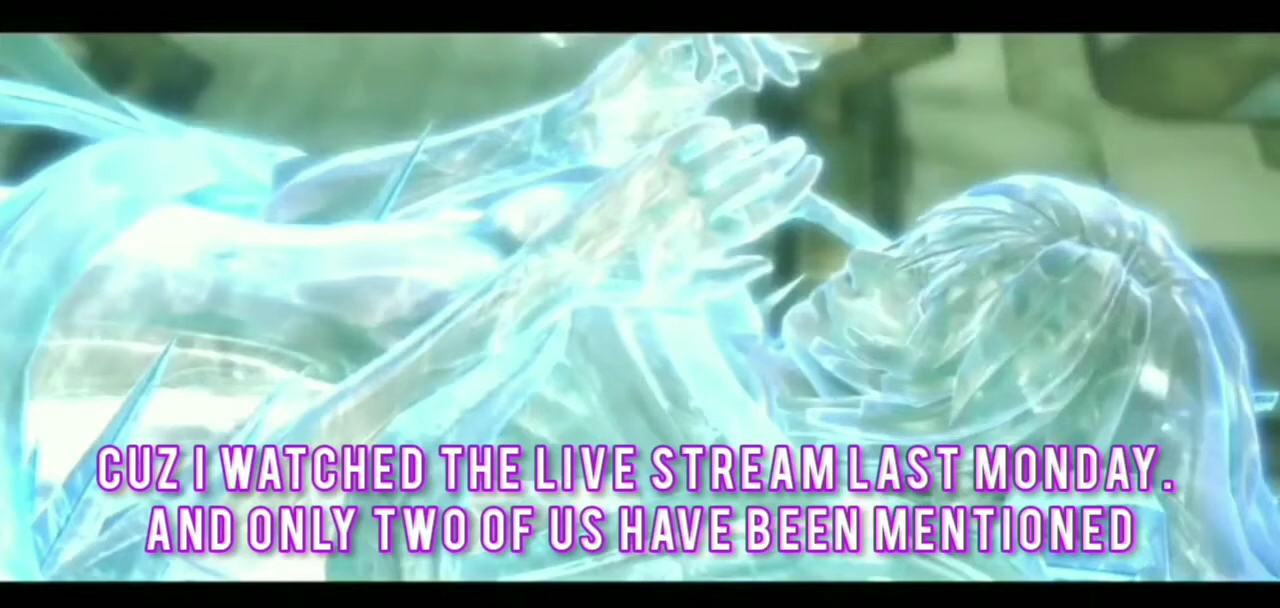 CUZ I WATCHED THE LIVE STREAM LAST MONDAY.
AND ONLY TWO OF US HAVE BEEN MENTIONED